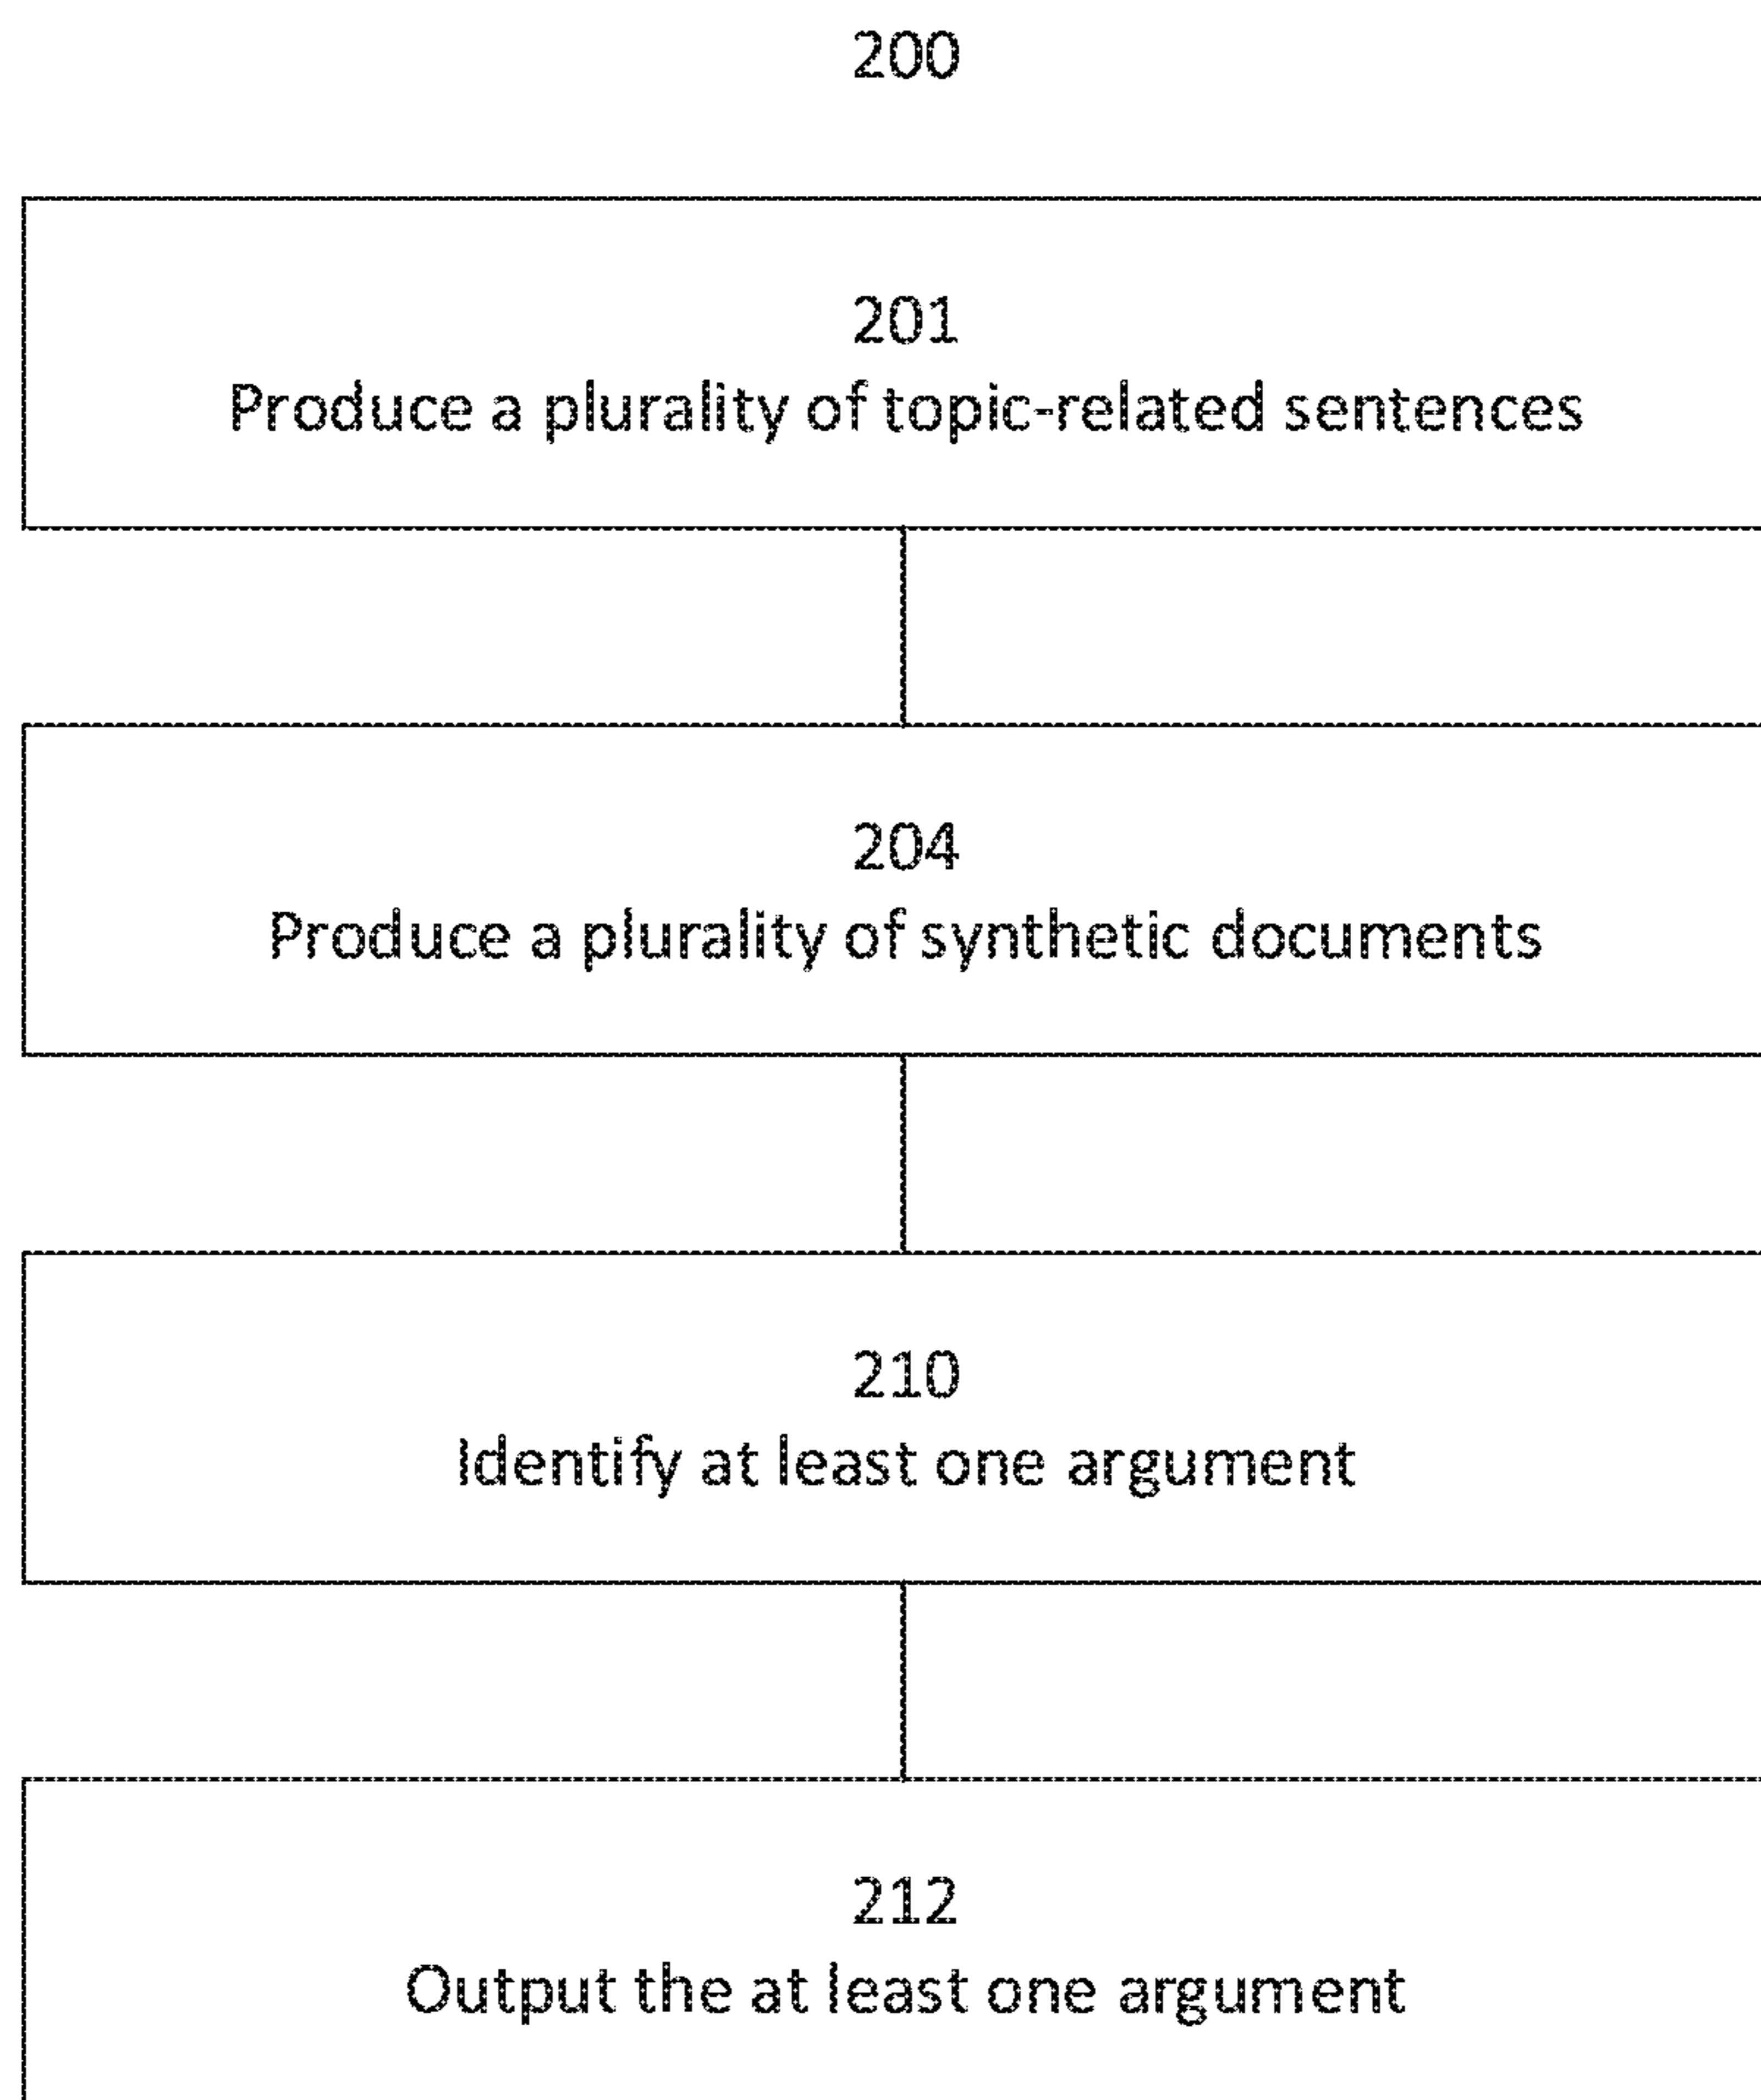 200
201
Produce a plurality of topic-related sentences
204
Produce a plurality of synthetic documents
210
Identify at least one argument
212
Output the at least one argument